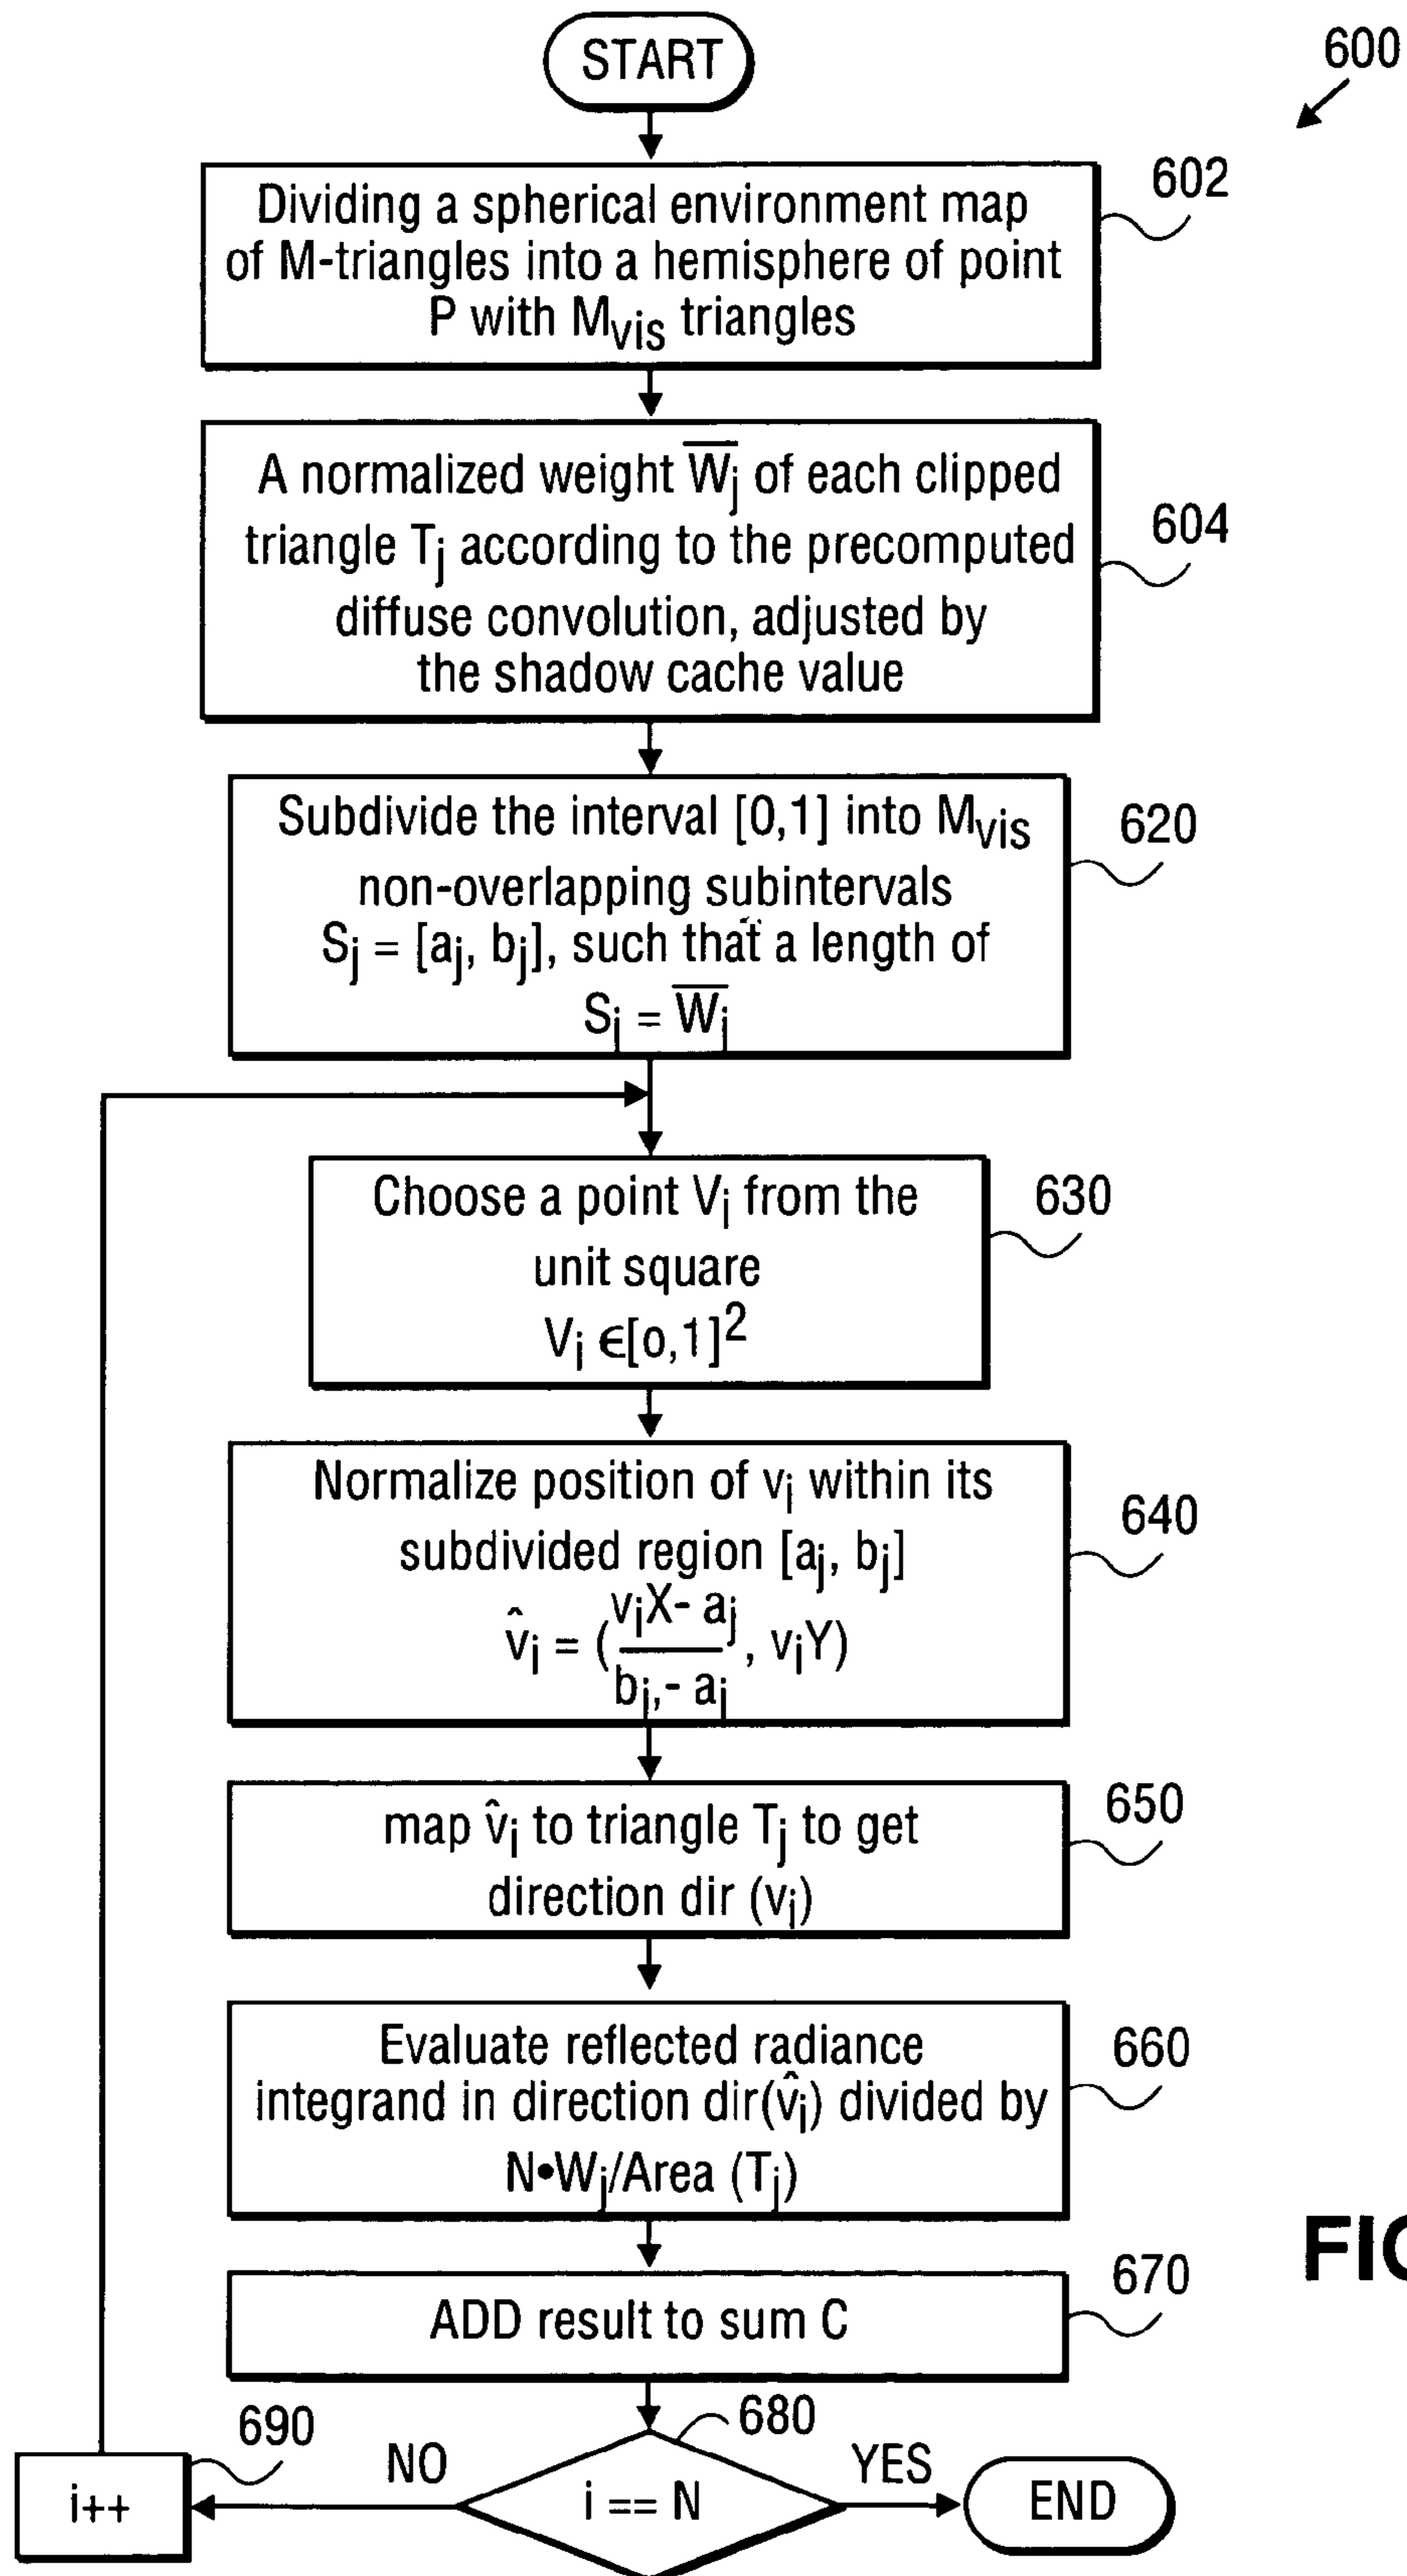 START
600
Dividing a spherical environment map
of M-triangles into a hemisphere of point
P with Mvis triangles
602
A normalized weight W̅j of each clipped
triangle Tj according to the precomputed
diffuse convolution, adjusted by
the shadow cache value
604
Subdivide the interval [0,1] into Mvis
non-overlapping subintervals
Sj = [aj, bj], such that a length of
Sj = W̅j
620
Choose a point Vi from the
unit square
Vi ϵ[o,1]²
630
Normalize position of vi within its
subdivided region [aj, bj]
v̂i = (viX- aj / bj,- aj , viY)
640
map v̂i to triangle Tj to get
direction dir (vi)
650
Evaluate reflected radiance
integrand in direction dir(v̂i) divided by
N•Wj/Area (Tj)
660
ADD result to sum C
670
680
690
NO
YES
i++
i == N
END